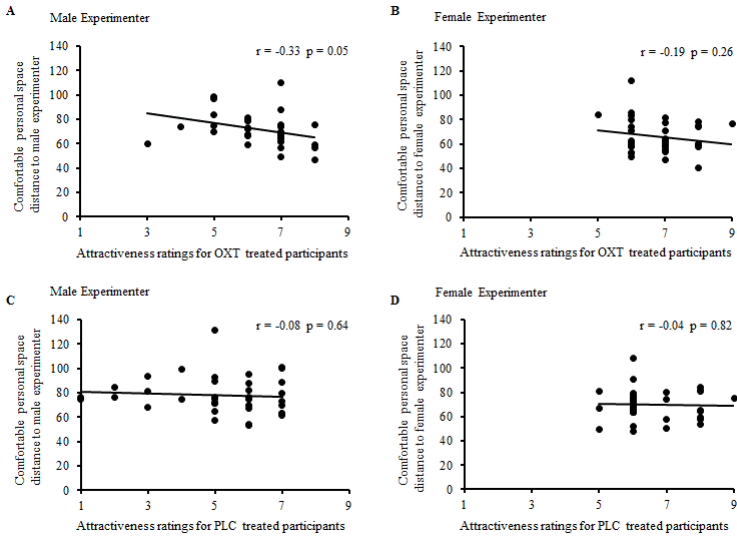 A
Male Experimenter
r = -0.33 p = 0.05
Comfortable personal space
distance to male experimenter
140
120
100
80
60
40
20
0
1 3 5 7 9
Attractiveness ratings for OXT treated participants
B
Female Experimenter
r = -0.19 p = 0.26
Comfortable personal space
distance to female experimenter
140
120
100
80
60
40
20
0
1 3 5 7 9
Attractiveness ratings for OXT treated participants
C
Male Experimenter
r = -0.08 p = 0.64
Comfortable personal space
distance to male experimenter
140
120
100
80
60
40
20
0
1 3 5 7 9
Attractiveness ratings for PLC treated participants
D
Female Experimenter
r = -0.04 p = 0.82
Comfortable personal space
distance to female experimenter
140
120
100
80
60
40
20
0
1 3 5 7 9
Attractiveness ratings for PLC treated participants